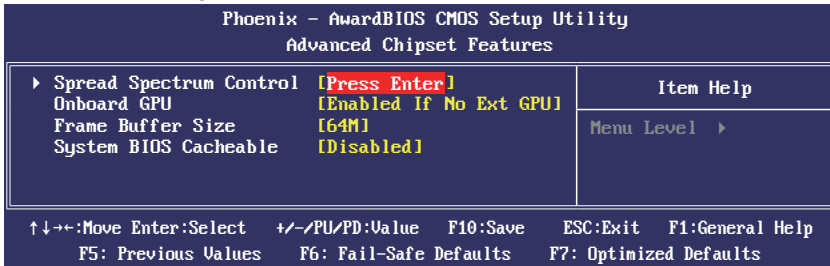 Phoenix - AwardBIOS CMOS Setup Utility
Advanced Chipset Features
▶ Spread Spectrum Control [Press Enter]
Onboard GPU [Enabled If No Ext GPU]
Frame Buffer Size [64M]
System BIOS Cacheable [Disabled]
Item Help
Menu Level ▶
↑↓→←:Move Enter:Select +/-/PU/PD:Value F10:Save ESC:Exit F1:General Help
F5: Previous Values F6: Fail-Safe Defaults F7: Optimized Defaults